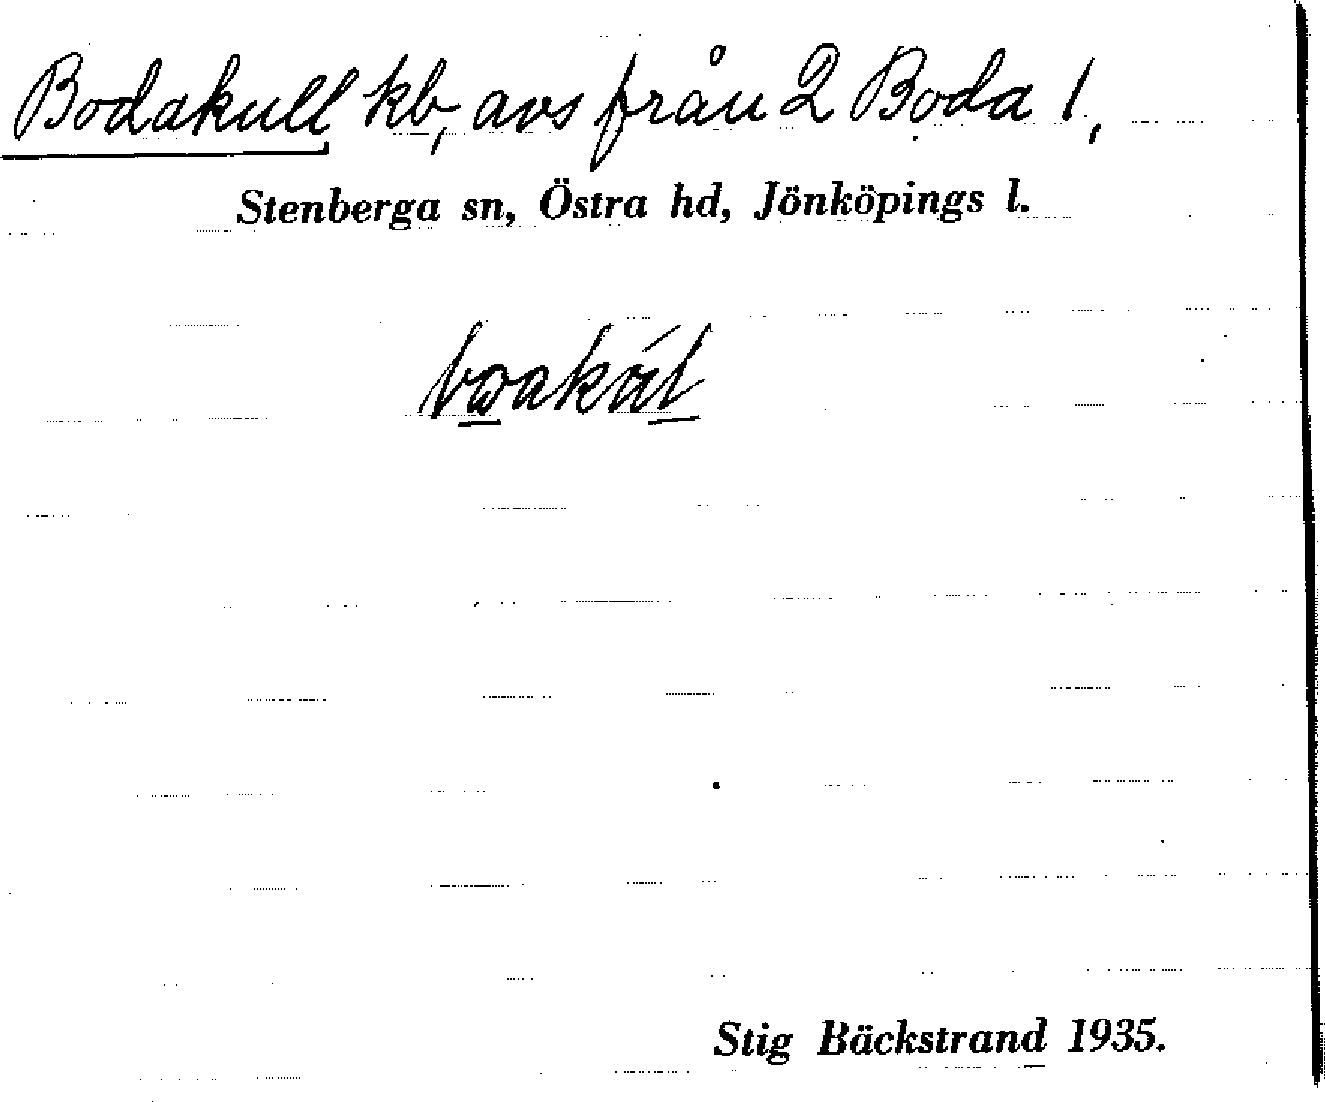 Bodakull kb, avs från 2 Boda 1,
Stenberga sn, Östra hd, Jönköpings l.
Stig Bäckstrand 1935.